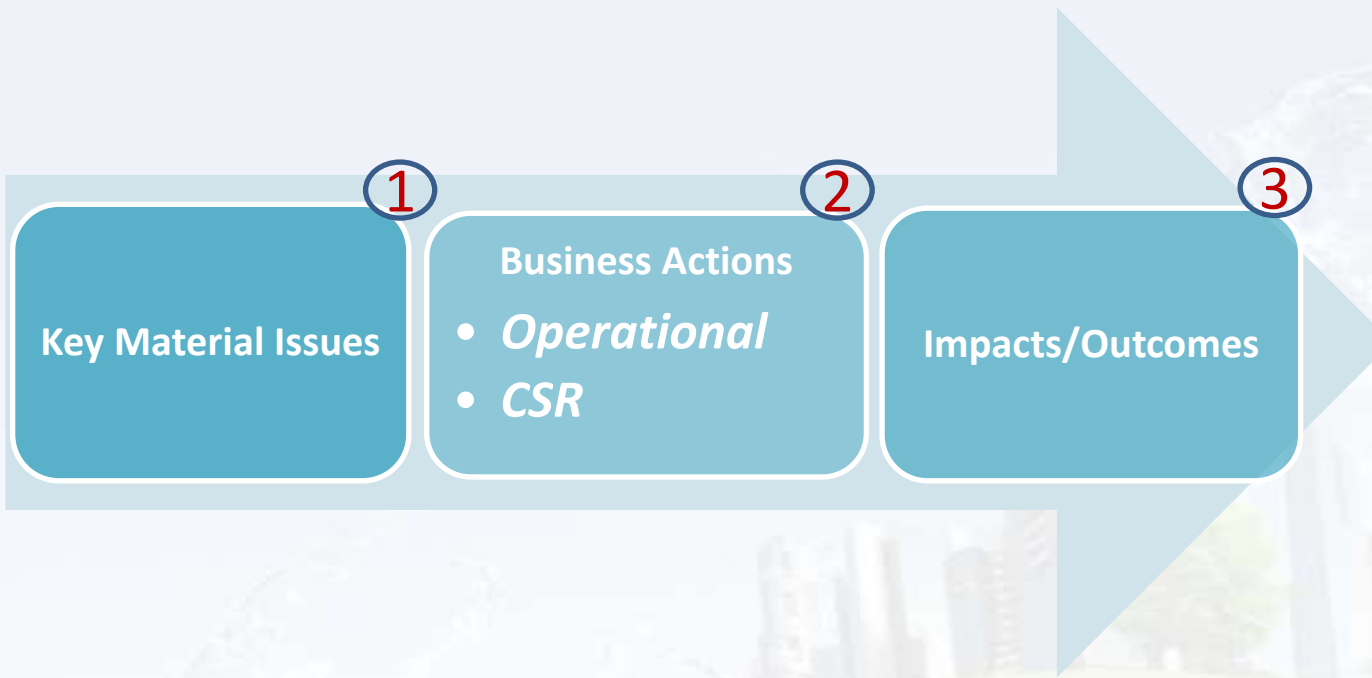 1
Key Material Issues
2
Business Actions
• Operational
• CSR
3
Impacts/Outcomes